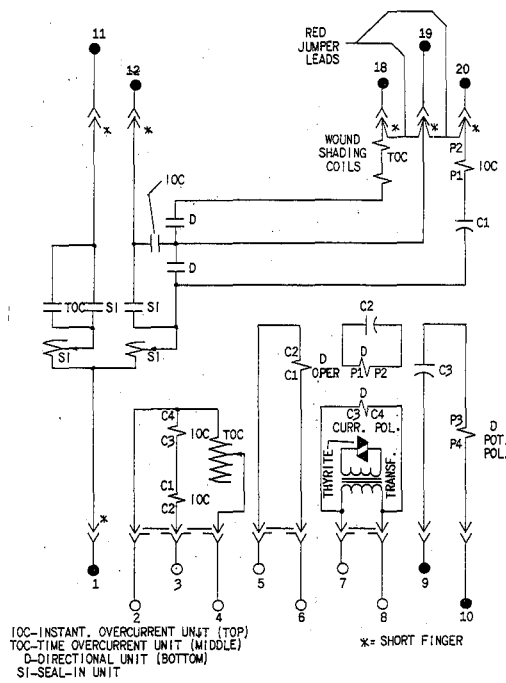 11
12
RED
JUMPER
LEADS
19
18
20
*
*
*
*
*
WOUND
SHADING
COILS
TOC
P2
P1
IOC
IOC
D
C1
D
TOC
SI
SI
SI
SI
C2
C2
C1
D
OPER
D
P1 P2
C3
D
C3 C4
CURR. POL.
P3
P4
D
POT.
POL.
C4
C3
IOC
TOC
C1
C2
IOC
THYRITE
TRANSF.
*
1
2
3
4
5
6
7
8
9
10
IOC-INSTANT. OVERCURRENT UNIT (TOP)
TOC-TIME OVERCURRENT UNIT (MIDDLE)
D-DIRECTIONAL UNIT (BOTTOM)
SI-SEAL-IN UNIT
*= SHORT FINGER